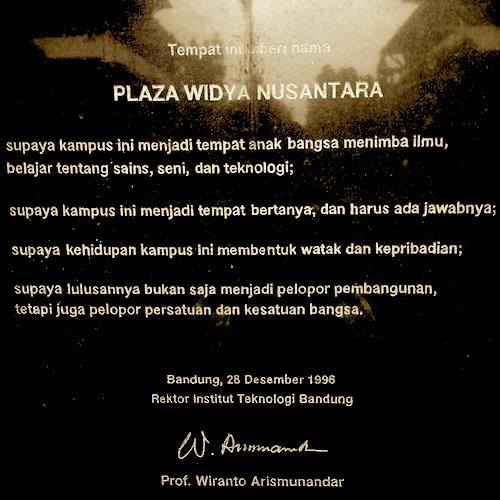 Tempat ini diberi nama
PLAZA WIDYA NUSANTARA
supaya kampus ini menjadi tempat anak bangsa menimba ilmu,
belajar tentang sains, seni, dan teknologi;
supaya kampus ini menjadi tempat bertanya, dan harus ada jawabnya;
supaya kehidupan kampus ini membentuk watak dan kepribadian;
supaya lulusannya bukan saja menjadi pelopor pembangunan,
tetapi juga pelopor persatuan dan kesatuan bangsa.
Bandung, 28 Desember 1996
Rektor Institut Teknologi Bandung
W. Arismunandar
Prof. Wiranto Arismunandar